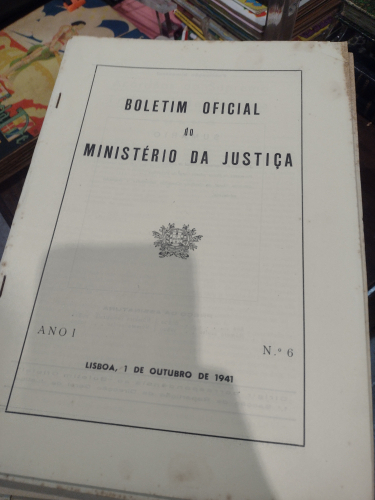 BOLETIM OFICIAL
do
MINISTÉRIO DA JUSTIÇA
ANO I
N.º 6
LISBOA, 1 DE OUTUBRO DE 1941